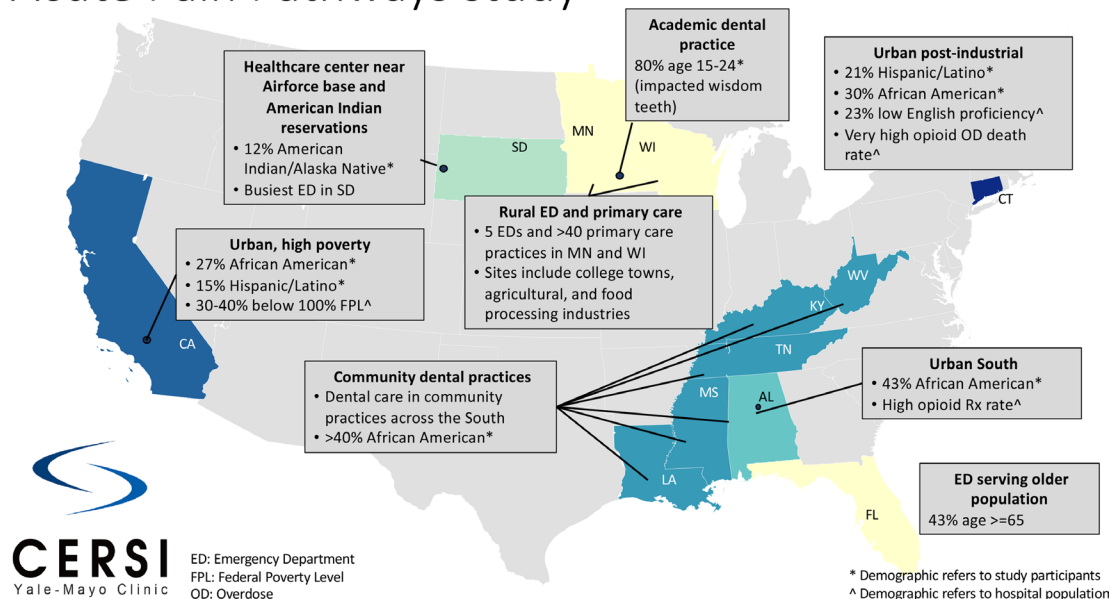 Acute Pain Pathways Study
Academic dental
practice
80% age 15-24*
(impacted wisdom
teeth)
Urban post-industrial
• 21% Hispanic/Latino*
• 30% African American*
• 23% low English proficiency^
• Very high opioid OD death
rate^
Healthcare center near
Airforce base and
American Indian
reservations
• 12% American
Indian/Alaska Native*
• Busiest ED in SD
MN
WI
SD
CT
Rural ED and primary care
• 5 EDs and >40 primary care
practices in MN and WI
• Sites include college towns,
agricultural, and food
processing industries
Urban, high poverty
• 27% African American*
• 15% Hispanic/Latino*
• 30-40% below 100% FPL^
CA
WV
KY
TN
MS
AL
LA
FL
Community dental practices
• Dental care in community
practices across the South
• >40% African American*
Urban South
• 43% African American*
• High opioid Rx rate^
ED serving older
population
43% age >=65
CERSI
Yale-Mayo Clinic
ED: Emergency Department
FPL: Federal Poverty Level
OD: Overdose
* Demographic refers to study participants
^ Demographic refers to hospital population